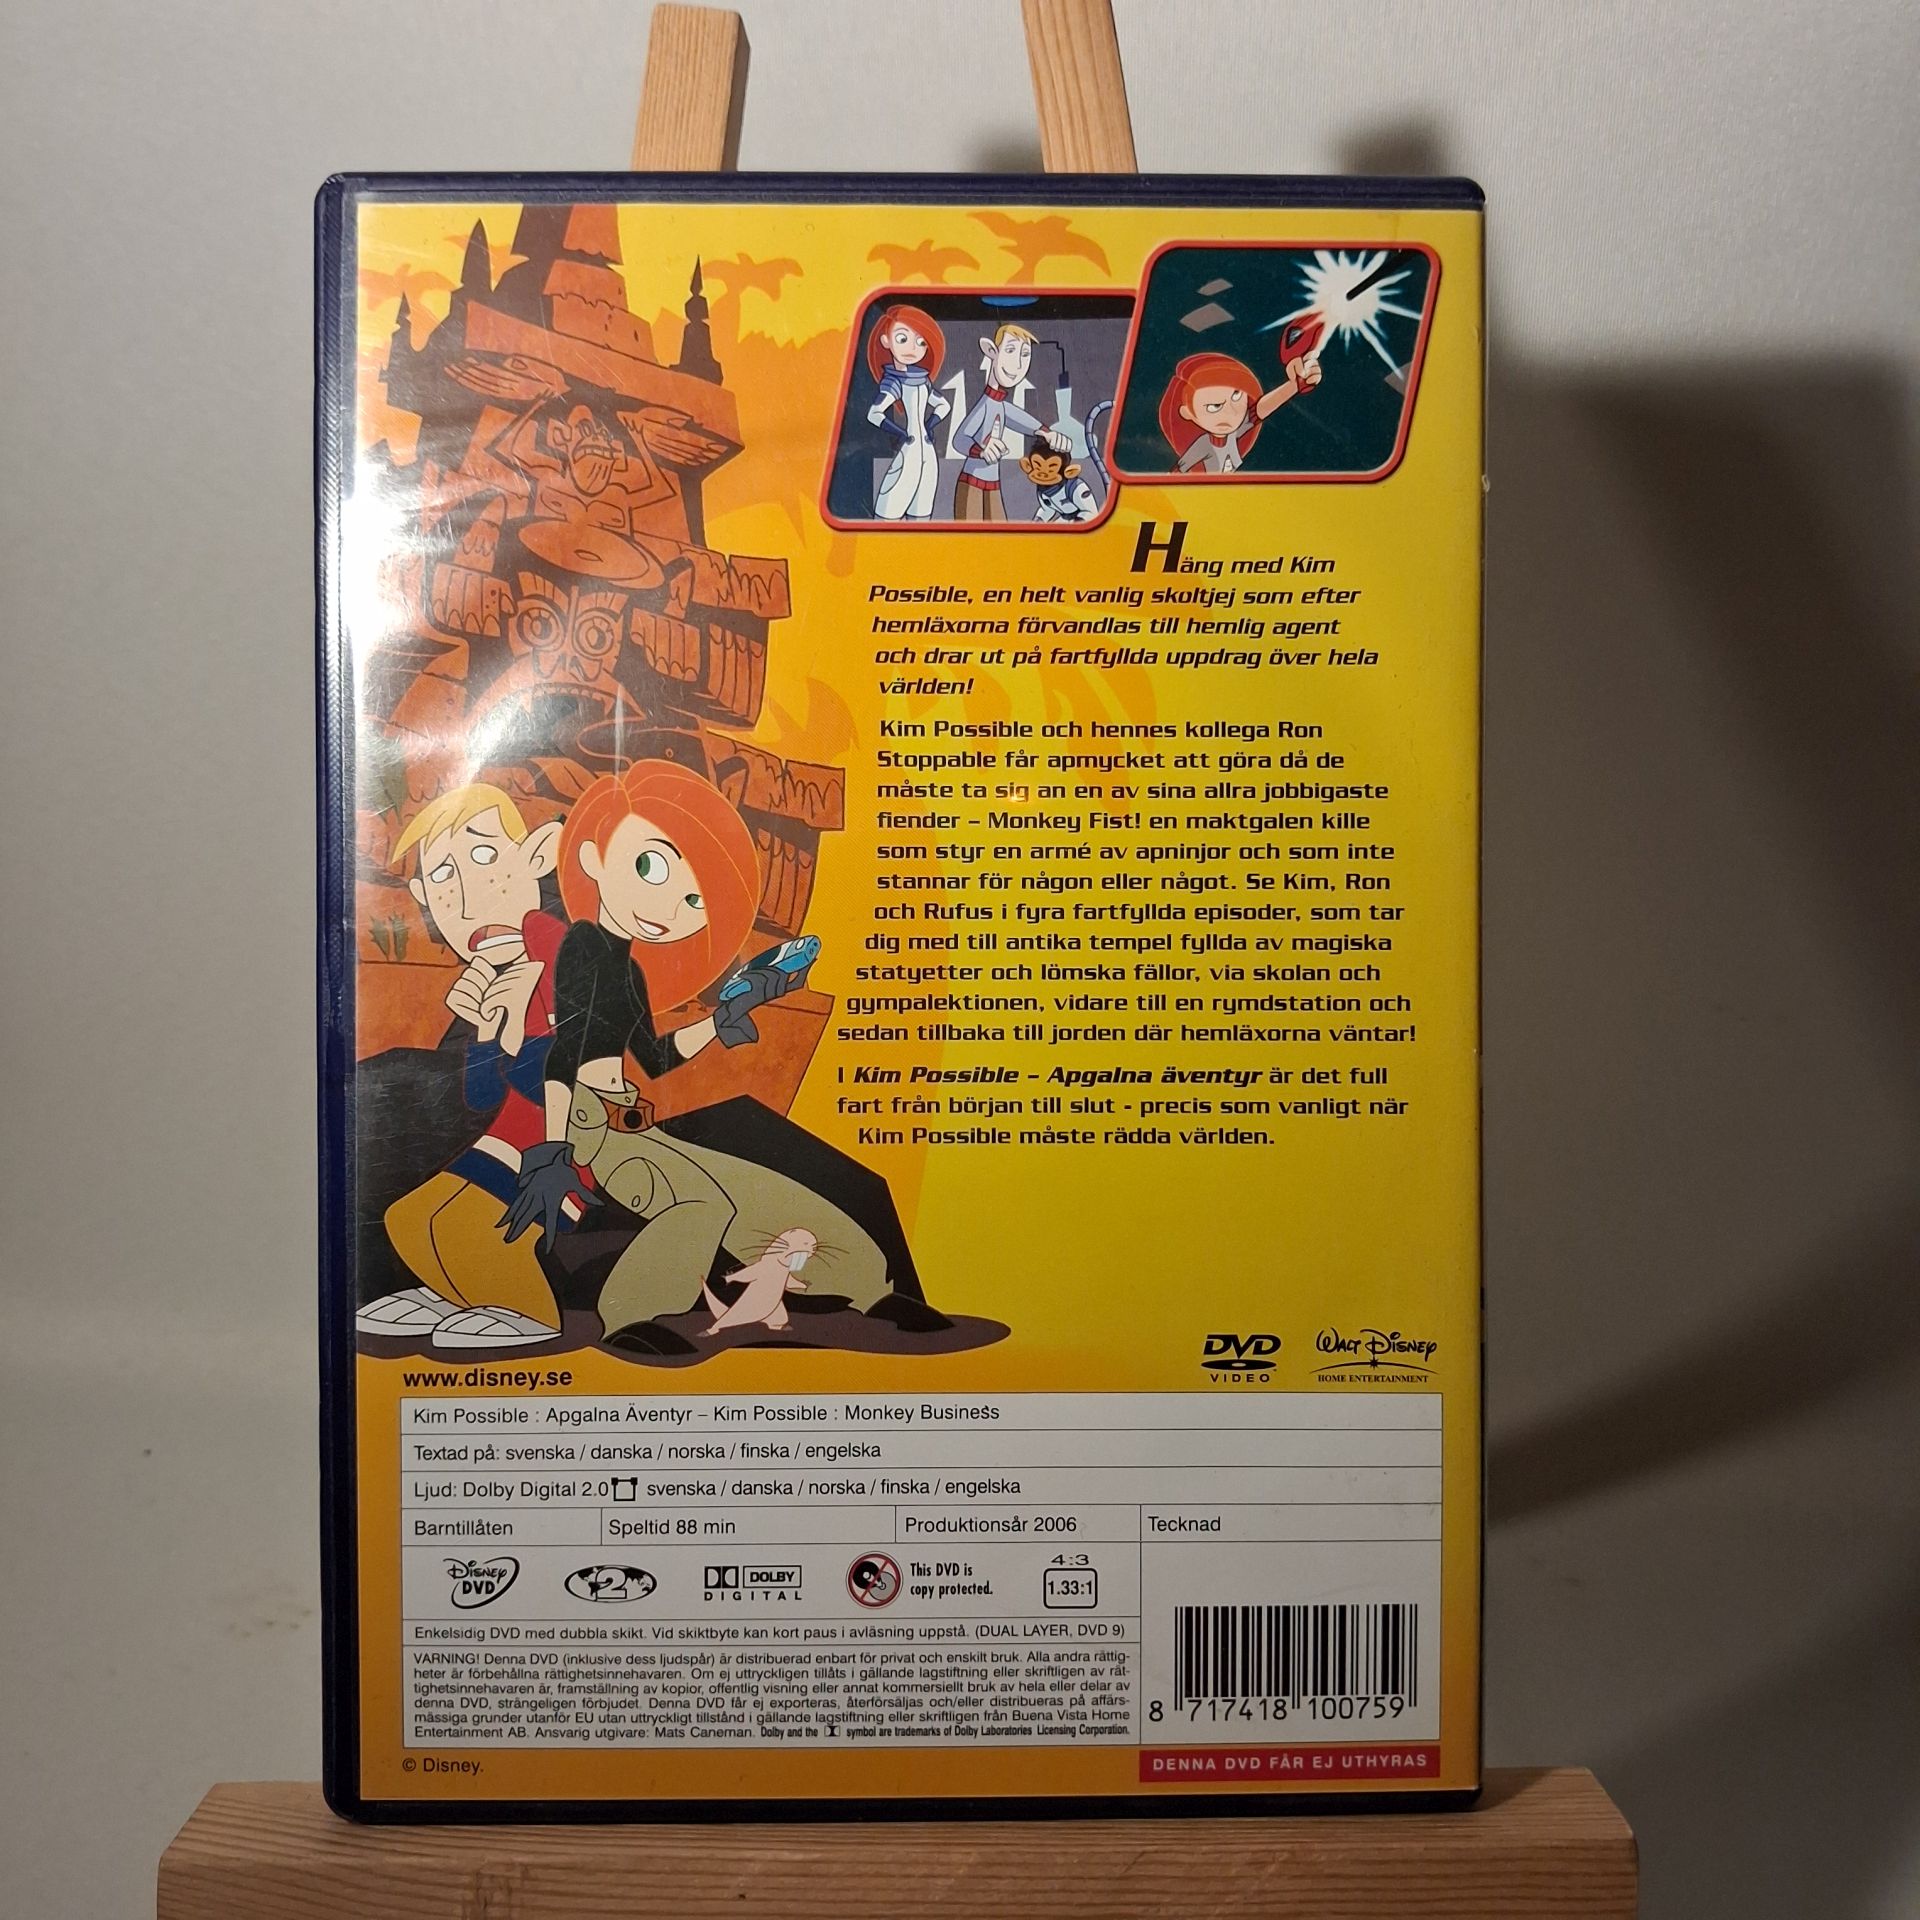 Häng med Kim
Possible, en helt vanlig skoltjej som efter
hemläxorna förvandlas till hemlig agent
och drar ut på fartfyllda uppdrag över hela
världen!
Kim Possible och hennes kollega Ron
Stoppable får apmycket att göra då de
måste ta sig an en av sina allra jobbigaste
fiender – Monkey Fist! en maktgalen kille
som styr en armé av apninjor och som inte
stannar för någon eller något. Se Kim, Ron
och Rufus i fyra fartfyllda episoder, som tar
dig med till antika tempel fyllda av magiska
statyetter och lömska fällor, via skolan och
gympalektionen, vidare till en rymdstation och
sedan tillbaka till jorden där hemläxorna väntar!
I Kim Possible – Apgalna äventyr är det full
fart från början till slut - precis som vanligt när
Kim Possible måste rädda världen.
DVD
VIDEO
WALT DISNEY
HOME ENTERTAINMENT
www.disney.se
Kim Possible : Apgalna Äventyr – Kim Possible : Monkey Business
Textad på: svenska / danska / norska / finska / engelska
Ljud: Dolby Digital 2.0 svenska / danska / norska / finska / engelska
Barntillåten Speltid 88 min Produktionsår 2006 Tecknad
DISNEY
DVD
2
DOLBY
DIGITAL
This DVD is
copy protected.
4:3
1.33:1
Enkelsidig DVD med dubbla skikt. Vid skiktbyte kan kort paus i avläsning uppstå. (DUAL LAYER, DVD 9)
VARNING! Denna DVD (inklusive dess ljudspår) är distribuerad enbart för privat och enskilt bruk. Alla andra rättig-
heter är förbehållna rättighetsinnehavaren. Om ej uttryckligen tillåts i gällande lagstiftning eller skriftligen av rät-
tighetsinnehavaren är, framställning av kopior, offentlig visning eller annat kommersiellt bruk av hela eller delar av
denna DVD, strängeligen förbjudet. Denna DVD får ej exporteras, återförsäljas och/eller distribueras på affärs-
mässiga grunder utanför EU utan uttryckligt tillstånd i gällande lagstiftning eller skriftligen från Buena Vista Home
Entertainment AB. Ansvarig utgivare: Mats Caneman. Dolby and the symbol are trademarks of Dolby Laboratories Licensing Corporation.
8 717418 100759
© Disney.
DENNA DVD FÅR EJ UTHYRAS